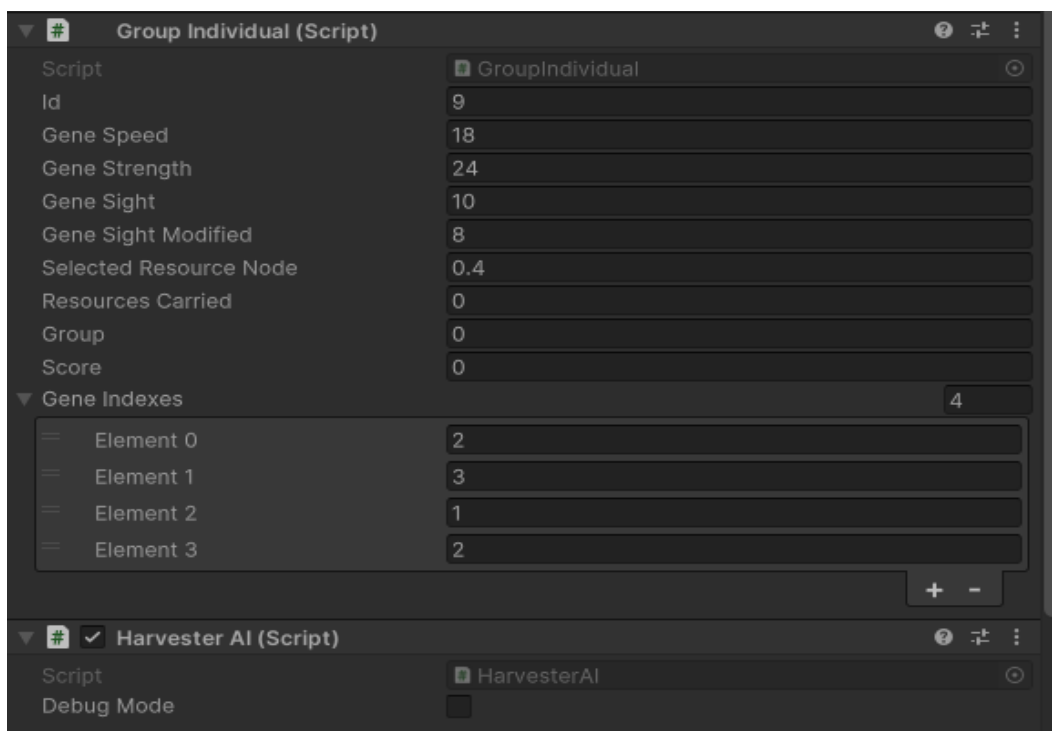 # Group Individual (Script)
Script # GroupIndividual
Id 9
Gene Speed 18
Gene Strength 24
Gene Sight 10
Gene Sight Modified 8
Selected Resource Node 0.4
Resources Carried 0
Group 0
Score 0
Gene Indexes 4
Element 0 2
Element 1 3
Element 2 1
Element 3 2
+ -
# Harvester AI (Script)
Script # HarvesterAI
Debug Mode